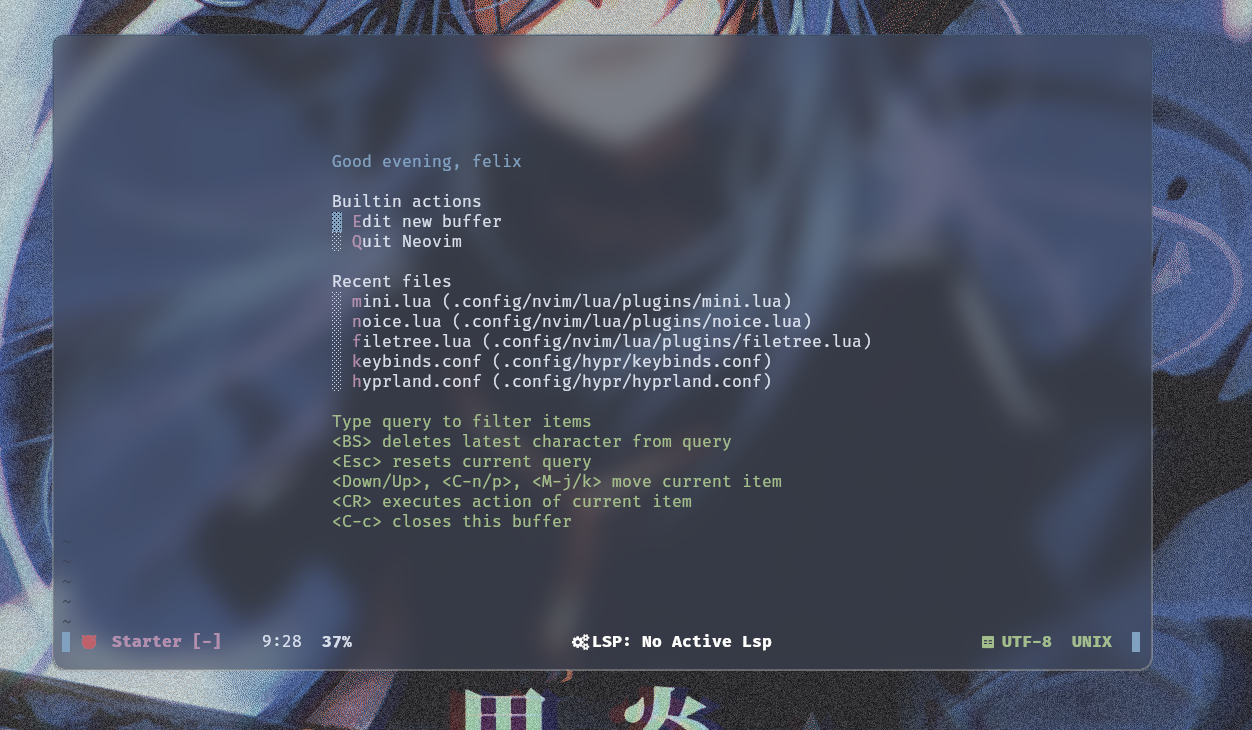 Good evening, felix
Builtin actions
Edit new buffer
Quit Neovim
Recent files
mini.lua (.config/nvim/lua/plugins/mini.lua)
noice.lua (.config/nvim/lua/plugins/noice.lua)
filetree.lua (.config/nvim/lua/plugins/filetree.lua)
keybinds.conf (.config/hypr/keybinds.conf)
hyprland.conf (.config/hypr/hyprland.conf)
Type query to filter items
<BS> deletes latest character from query
<Esc> resets current query
<Down/Up>, <C-n/p>, <M-j/k> move current item
<CR> executes action of current item
<C-c> closes this buffer
~
~
~
~
~
Starter [-] 9:28 37% LSP: No Active Lsp UTF-8 UNIX